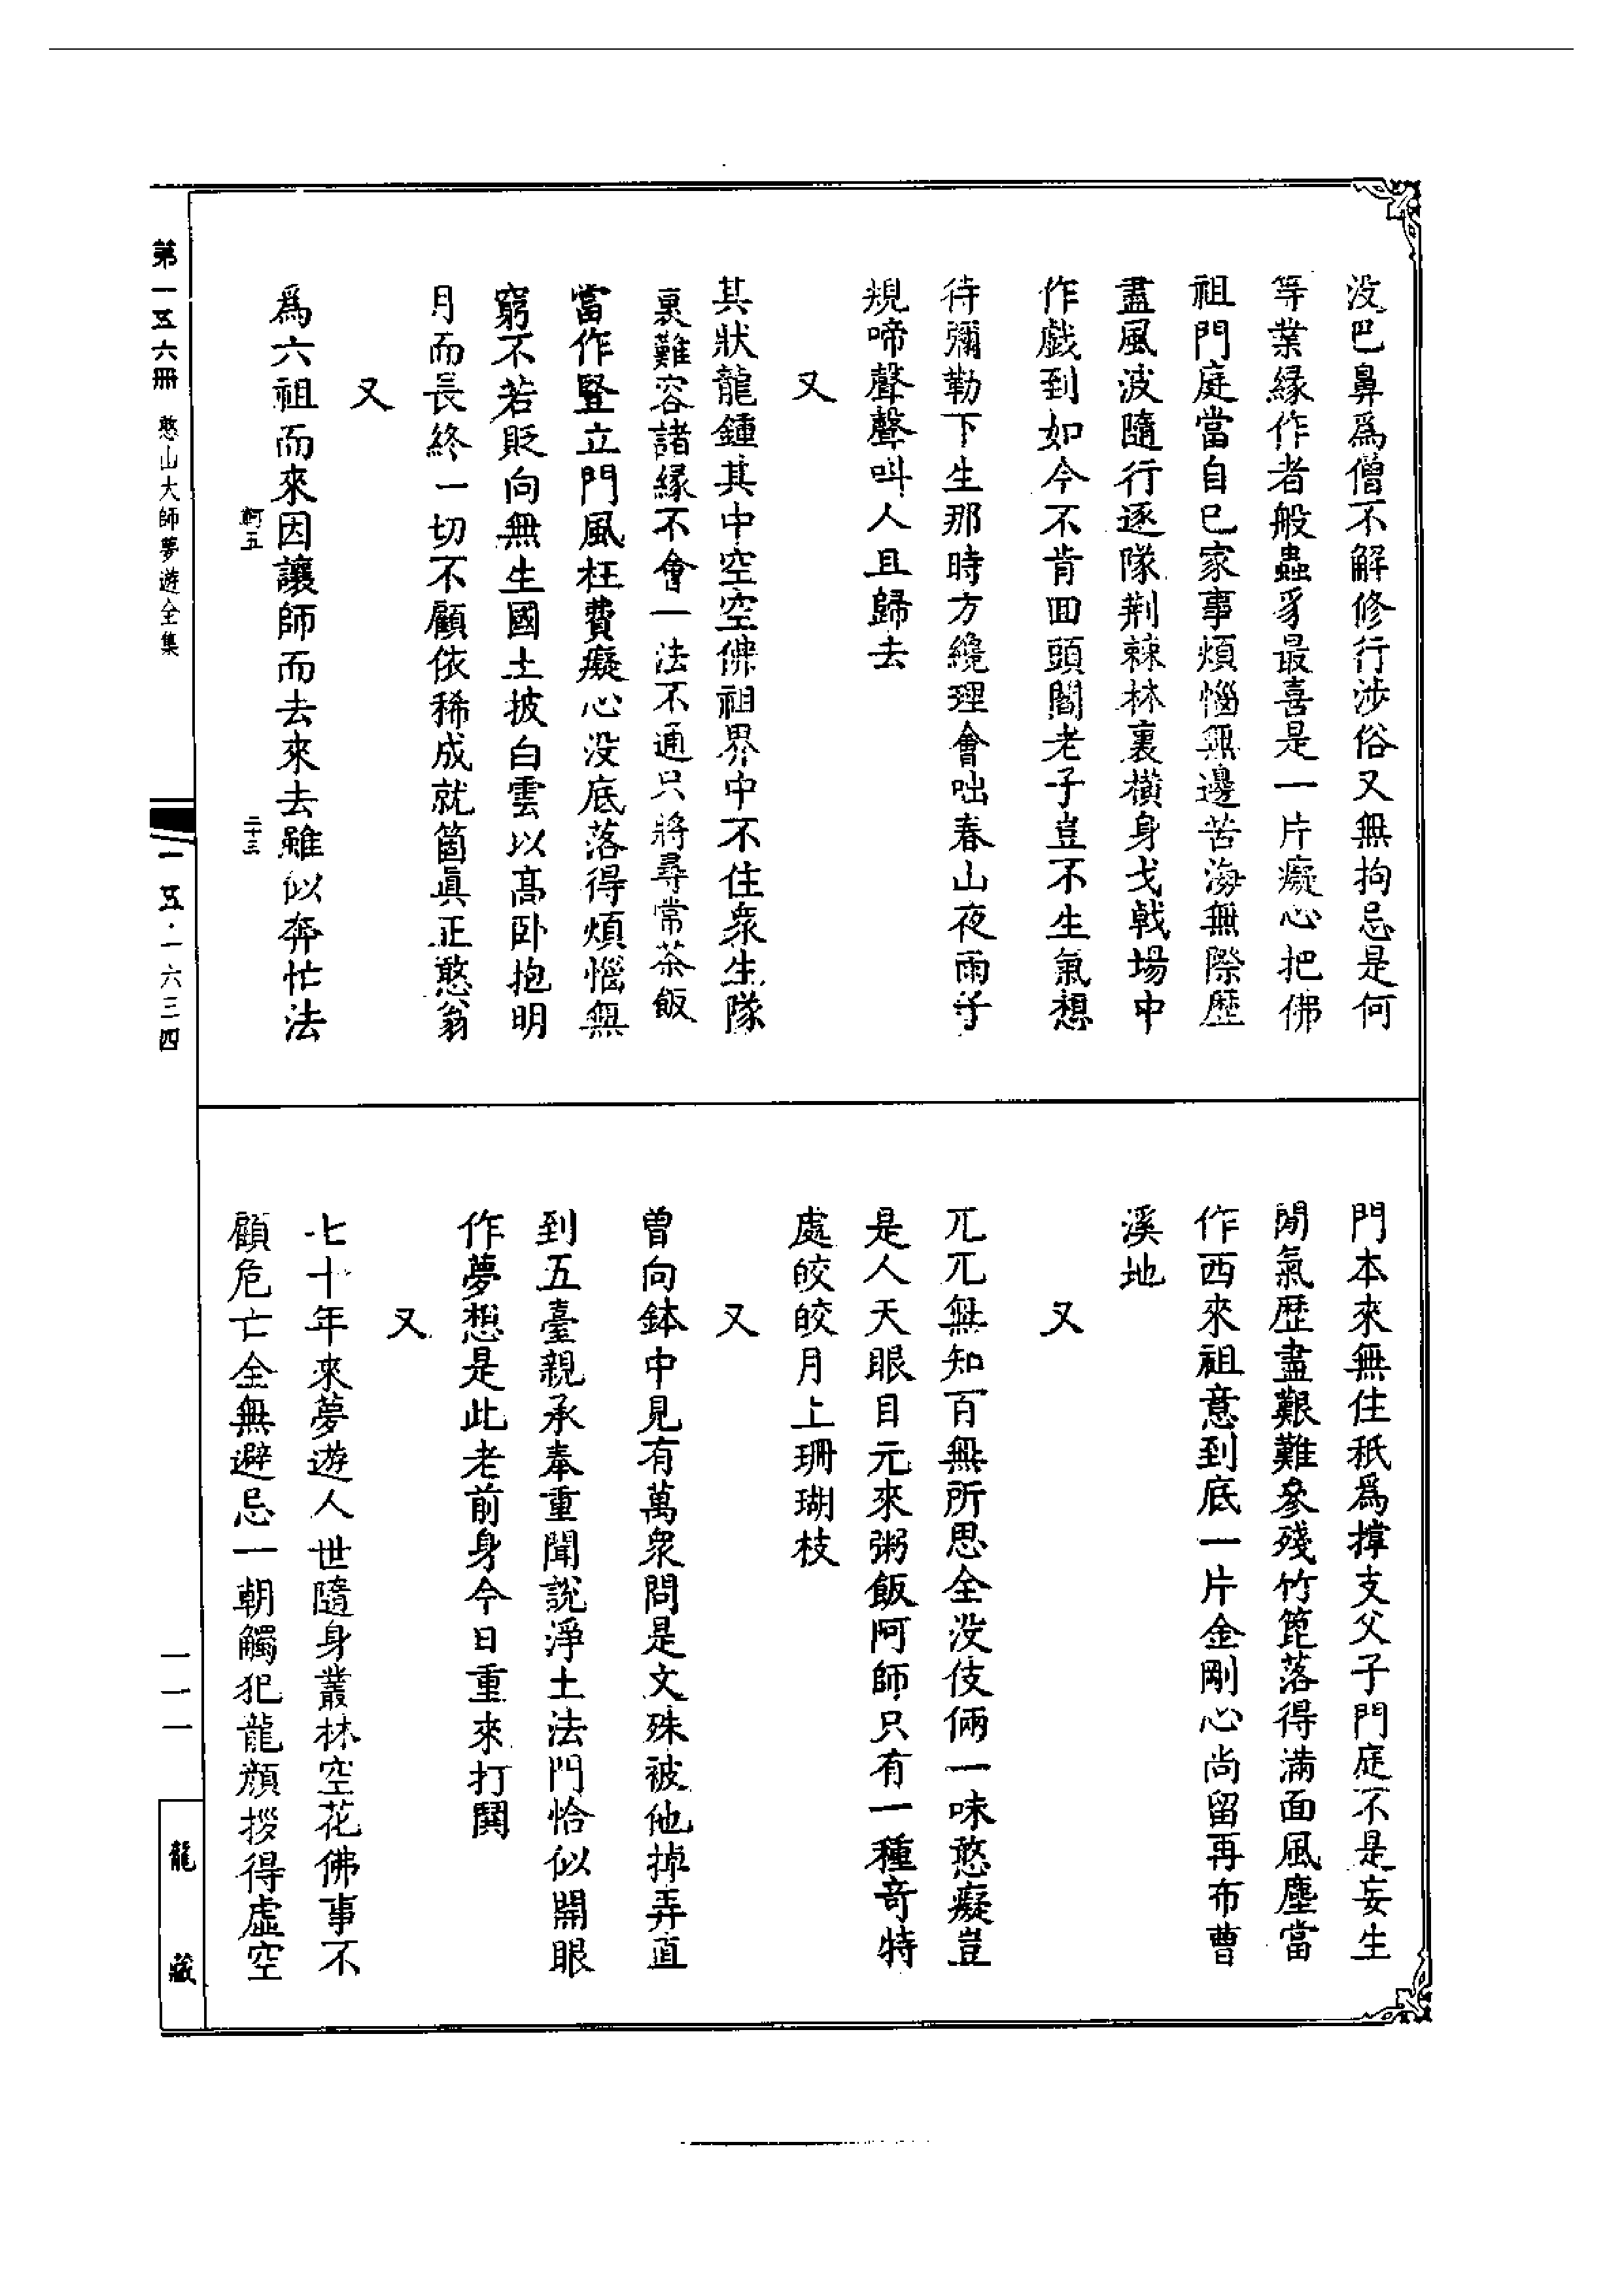 没巴鼻爲僧不解修行涉俗又無拘忌是何
等業緣作者般蟲豸最喜是一片癡心把佛
祖門庭當自己家事煩惱無邊苦海無際歷
盡風波隨行逐隊荆棘林裏橫身戈戟場中
作戲到如今不肯回頭閻老子豈不生氣想
待彌勒下生那時方纔理會咄春山夜雨子
規啼聲聲叫人且歸去
又
其狀龍鍾其中空空佛祖界中不住衆生隊
裏難容諸緣不會一法不通只將尋常茶飯
當作豎立門風枉費癡心没底落得煩惱無
窮不若貶向無生國土披白雲以高卧抱明
月而長終一切不顧依稀成就箇眞正憨翁
又
爲六祖而來因讓師而去來去雖似奔忙法
軻五
二十三
門本來無住秪爲撐支父子門庭不是妄生
閒氣歷盡艱難參殘竹篦落得滿面風塵當
作西來祖意到底一片金剛心尚留再布曹
溪地
又
兀兀無知百無所思全没伎倆一味憨癡豈
是人天眼目元來粥飯阿師只有一種奇特
處皎皎月上珊瑚枝
又
曾向鉢中見有萬衆問是文殊被他掉弄直
到五臺親承奉重聞說淨土法門恰似開眼
作夢想是此老前身今日重來打鬨
又
七十年來夢遊人世隨身叢林空花佛事不
顧危亡全無避忌一朝觸犯龍顏拶得虛空
第一五六冊 憨山大師夢遊全集
一五·一六三四
一一一
龍藏